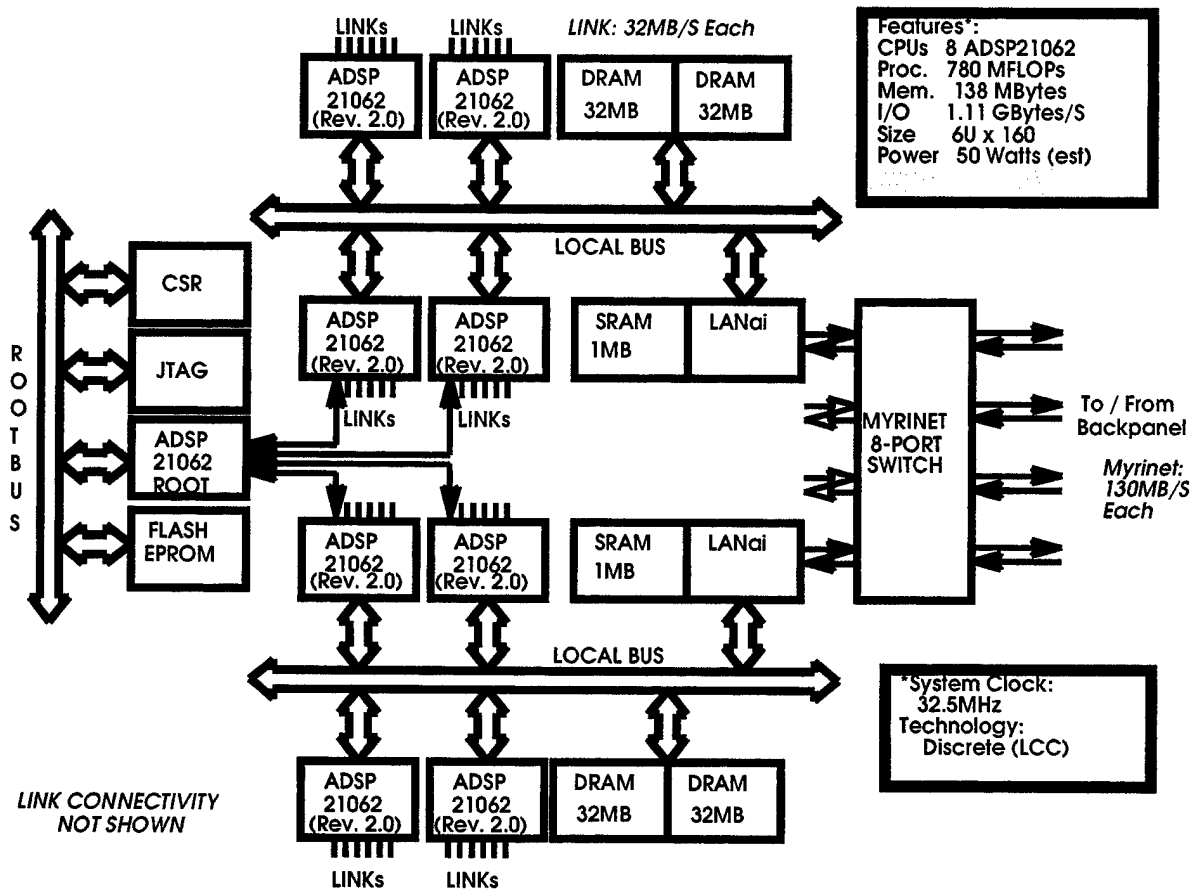 LINKs
LINKs
LINK: 32MB/S Each
ADSP
21062
(Rev. 2.0)
ADSP
21062
(Rev. 2.0)
DRAM
32MB
DRAM
32MB
Features*:
CPUs 8 ADSP21062
Proc. 780 MFLOPs
Mem. 138 MBytes
I/O 1.11 GBytes/S
Size 6U x 160
Power 50 Watts (est)
LOCAL BUS
ROOTBUS
CSR
JTAG
ADSP
21062
ROOT
FLASH
EPROM
ADSP
21062
(Rev. 2.0)
LINKs
ADSP
21062
(Rev. 2.0)
LINKs
SRAM
1MB
LANai
MYRINET
8-PORT
SWITCH
To / From
Backpanel
Myrinet:
130MB/S
Each
ADSP
21062
(Rev. 2.0)
ADSP
21062
(Rev. 2.0)
SRAM
1MB
LANai
LOCAL BUS
*System Clock:
32.5MHz
Technology:
Discrete (LCC)
ADSP
21062
(Rev. 2.0)
ADSP
21062
(Rev. 2.0)
DRAM
32MB
DRAM
32MB
LINK CONNECTIVITY
NOT SHOWN
LINKs
LINKs